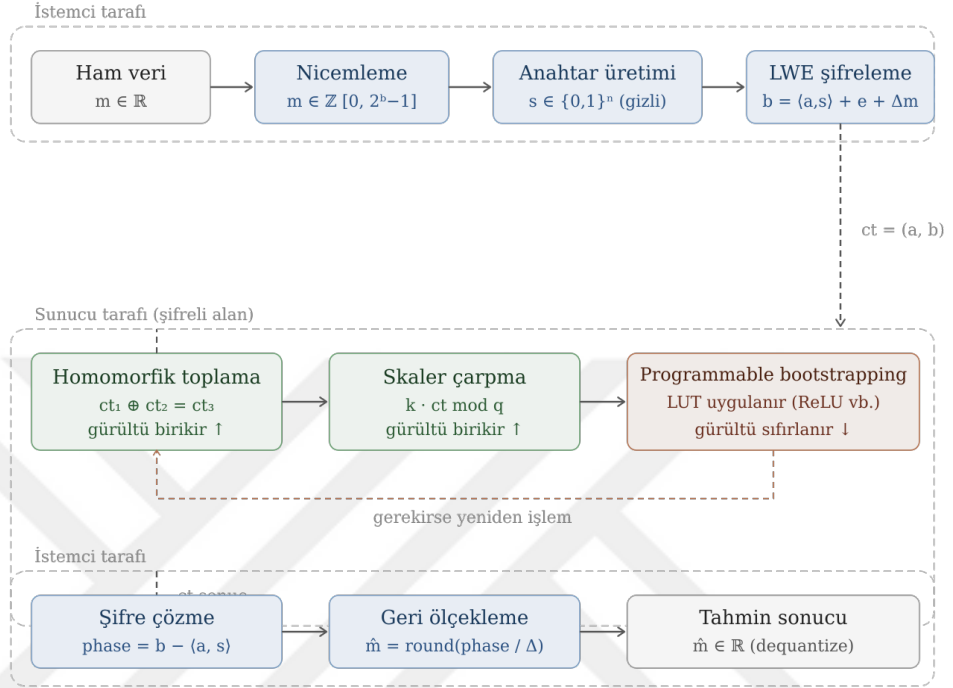 İstemci tarafı
Ham veri
m ∈ ℝ
Nicemleme
m ∈ ℤ [0, 2ᵇ−1]
Anahtar üretimi
s ∈ {0,1}ⁿ (gizli)
LWE şifreleme
b = ⟨a,s⟩ + e + Δm
ct = (a, b)
Sunucu tarafı (şifreli alan)
Homomorfik toplama
ct₁ ⊕ ct₂ = ct₃
gürültü birikir ↑
Skaler çarpma
k · ct mod q
gürültü birikir ↑
Programmable bootstrapping
LUT uygulanır (ReLU vb.)
gürültü sıfırlanır ↓
gerekirse yeniden işlem
İstemci tarafı
Şifre çözme
phase = b − ⟨a, s⟩
Geri ölçekleme
m̂ = round(phase / Δ)
Tahmin sonucu
m̂ ∈ ℝ (dequantize)